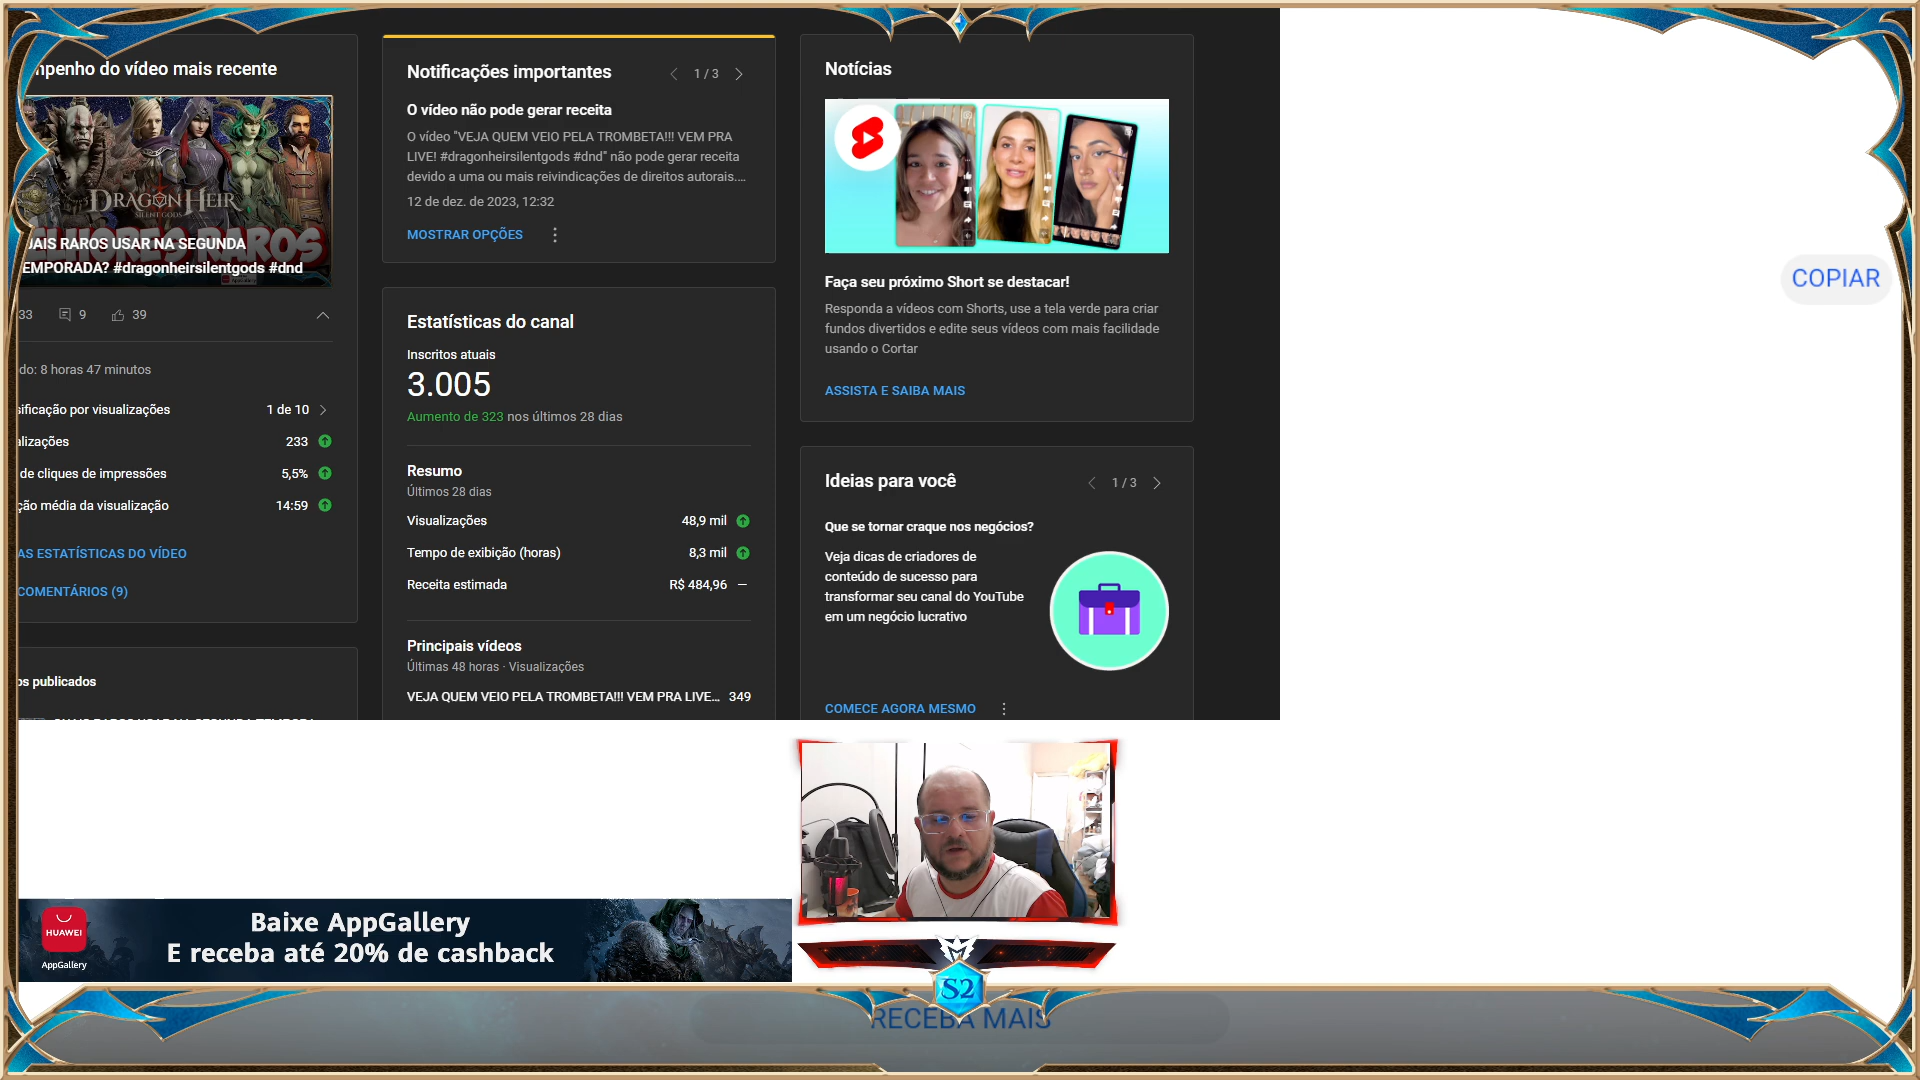 mpenho do vídeo mais recente
DRAGONHEIR
SILENT GODS
MELHORES RAROS
JAIS RAROS USAR NA SEGUNDA
EMPORADA? #dragonheirsilentgods #dnd
33 9 39
do: 8 horas 47 minutos
sificação por visualizações 1 de 10
alizações 233
de cliques de impressões 5,5%
ção média da visualização 14:59
AS ESTATÍSTICAS DO VÍDEO
COMENTÁRIOS (9)
os publicados
Notificações importantes 1 / 3
O vídeo não pode gerar receita
O vídeo "VEJA QUEM VEIO PELA TROMBETA!!! VEM PRA
LIVE! #dragonheirsilentgods #dnd" não pode gerar receita
devido a uma ou mais reivindicações de direitos autorais....
12 de dez. de 2023, 12:32
MOSTRAR OPÇÕES
Estatísticas do canal
Inscritos atuais
3.005
Aumento de 323 nos últimos 28 dias
Resumo
Últimos 28 dias
Visualizações 48,9 mil
Tempo de exibição (horas) 8,3 mil
Receita estimada R$ 484,96 —
Principais vídeos
Últimas 48 horas · Visualizações
VEJA QUEM VEIO PELA TROMBETA!!! VEM PRA LIVE... 349
Notícias
Faça seu próximo Short se destacar!
Responda a vídeos com Shorts, use a tela verde para criar
fundos divertidos e edite seus vídeos com mais facilidade
usando o Cortar
ASSISTA E SAIBA MAIS
Ideias para você 1 / 3
Que se tornar craque nos negócios?
Veja dicas de criadores de
conteúdo de sucesso para
transformar seu canal do YouTube
em um negócio lucrativo
COMECE AGORA MESMO
COPIAR
HUAWEI
AppGallery
Baixe AppGallery
E receba até 20% de cashback
S2
RECEBA MAIS